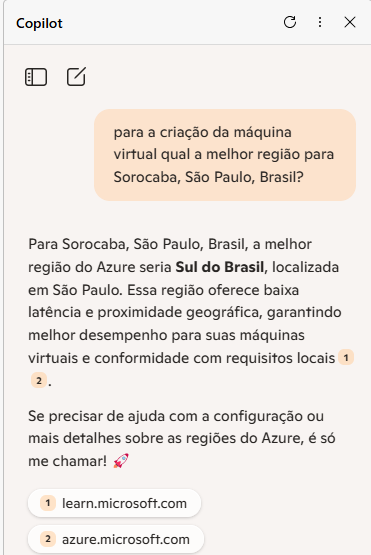 Copilot
para a criação da máquina
virtual qual a melhor região para
Sorocaba, São Paulo, Brasil?
Para Sorocaba, São Paulo, Brasil, a melhor
região do Azure seria Sul do Brasil, localizada
em São Paulo. Essa região oferece baixa
latência e proximidade geográfica, garantindo
melhor desempenho para suas máquinas
virtuais e conformidade com requisitos locais 1
2 .
Se precisar de ajuda com a configuração ou
mais detalhes sobre as regiões do Azure, é só
me chamar! 🚀
1 learn.microsoft.com
2 azure.microsoft.com